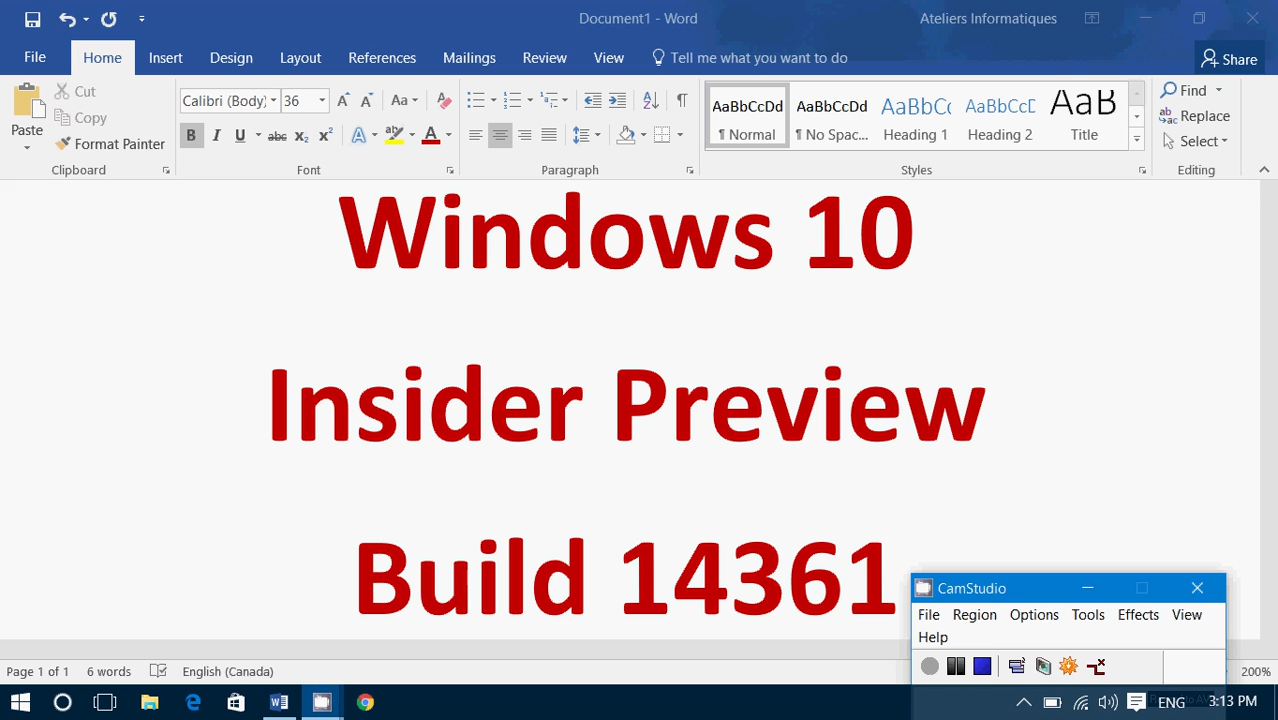 Document1 - Word
Ateliers Informatiques
File Home Insert Design Layout References Mailings Review View Tell me what you want to do Share
Paste
Cut
Copy
Format Painter
Clipboard
Calibri (Body) 36 Aa
B I U abc X₂ X² A A
Font
Paragraph
AaBbCcDd AaBbCcDd AaBbCc AaBbCcD AaB
¶ Normal ¶ No Spac... Heading 1 Heading 2 Title
Styles
Find
Replace
Select
Editing
Windows 10
Insider Preview
Build 14361
CamStudio
File Region Options Tools Effects View
Help
Page 1 of 1 6 words English (Canada) 200%
ENG 3:13 PM